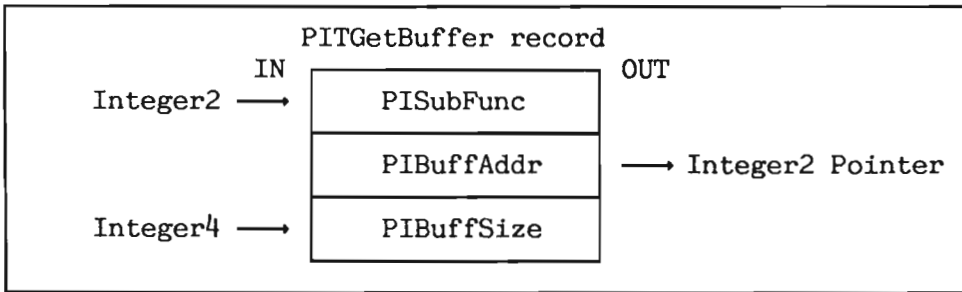 PITGetBuffer record
IN OUT
Integer2 PISubFunc
PIBuffAddr Integer2 Pointer
Integer4 PIBuffSize